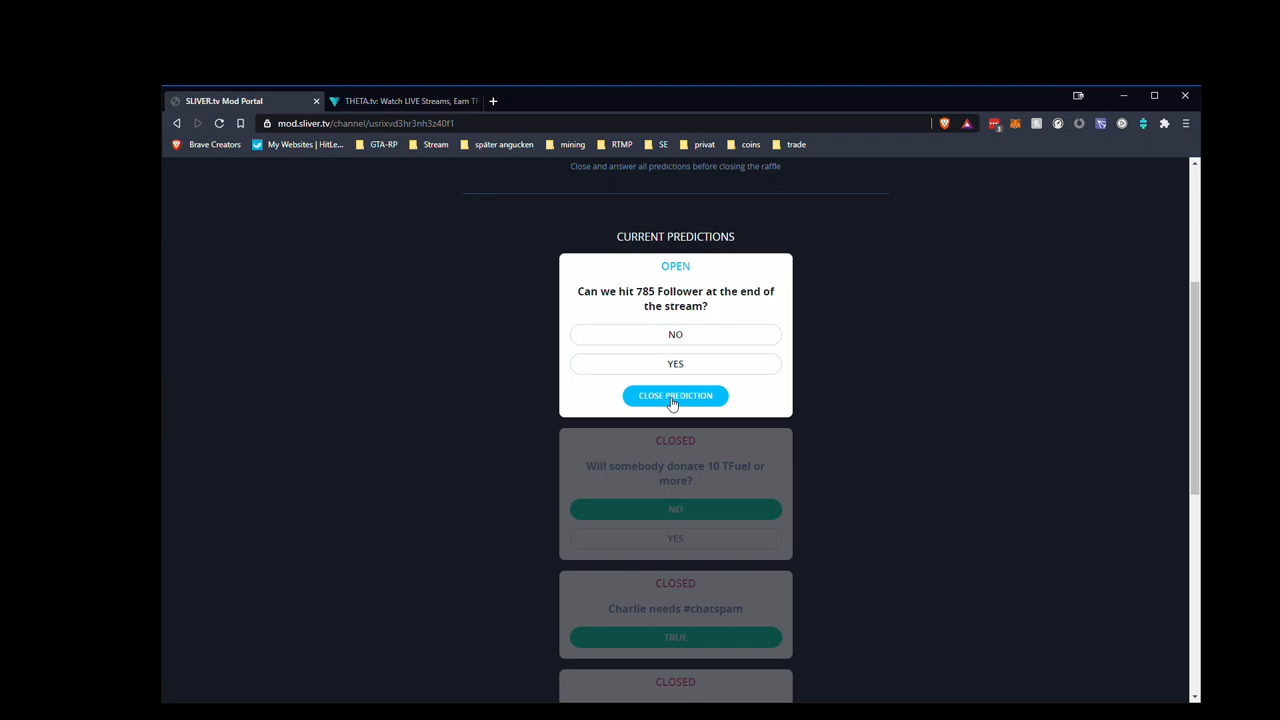 SLIVER.tv Mod Portal
THETA.tv: Watch LIVE Streams, Earn TF
mod.sliver.tv/channel/usrixvd3hr3nh3z40f1
3
Brave Creators
My Websites | HitLe...
GTA-RP
Stream
später angucken
mining
RTMP
SE
privat
coins
trade
Close and answer all predictions before closing the raffle
CURRENT PREDICTIONS
OPEN
Can we hit 785 Follower at the end of
the stream?
NO
YES
CLOSE PREDICTION
CLOSED
Will somebody donate 10 TFuel or
more?
NO
YES
CLOSED
Charlie needs #chatspam
TRUE
CLOSED